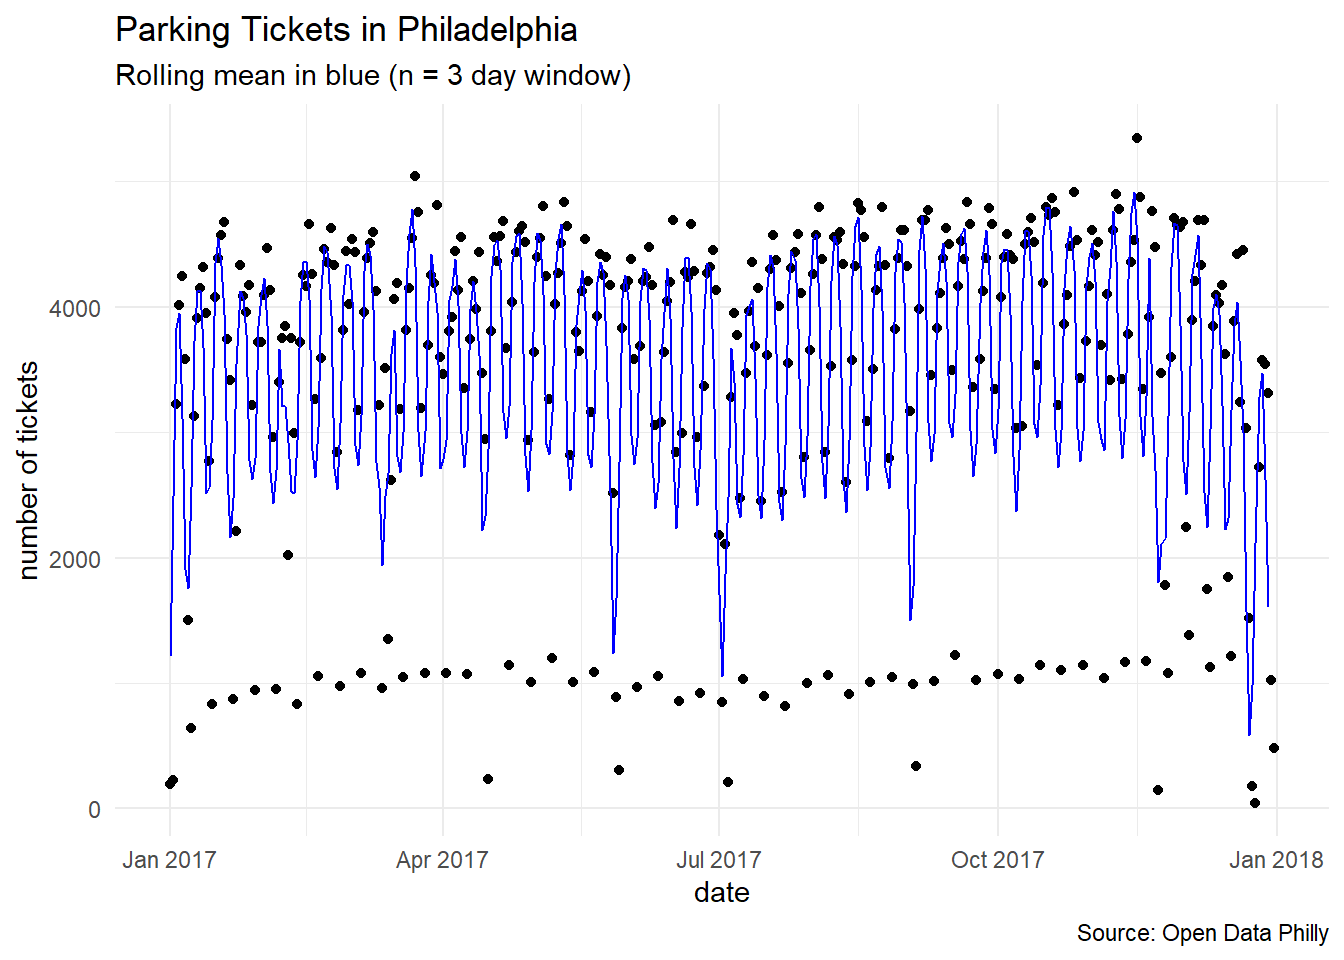 Parking Tickets in Philadelphia
Rolling mean in blue (n = 3 day window)
number of tickets
4000
2000
0
Jan 2017
Apr 2017
Jul 2017
Oct 2017
Jan 2018
date
Source: Open Data Philly